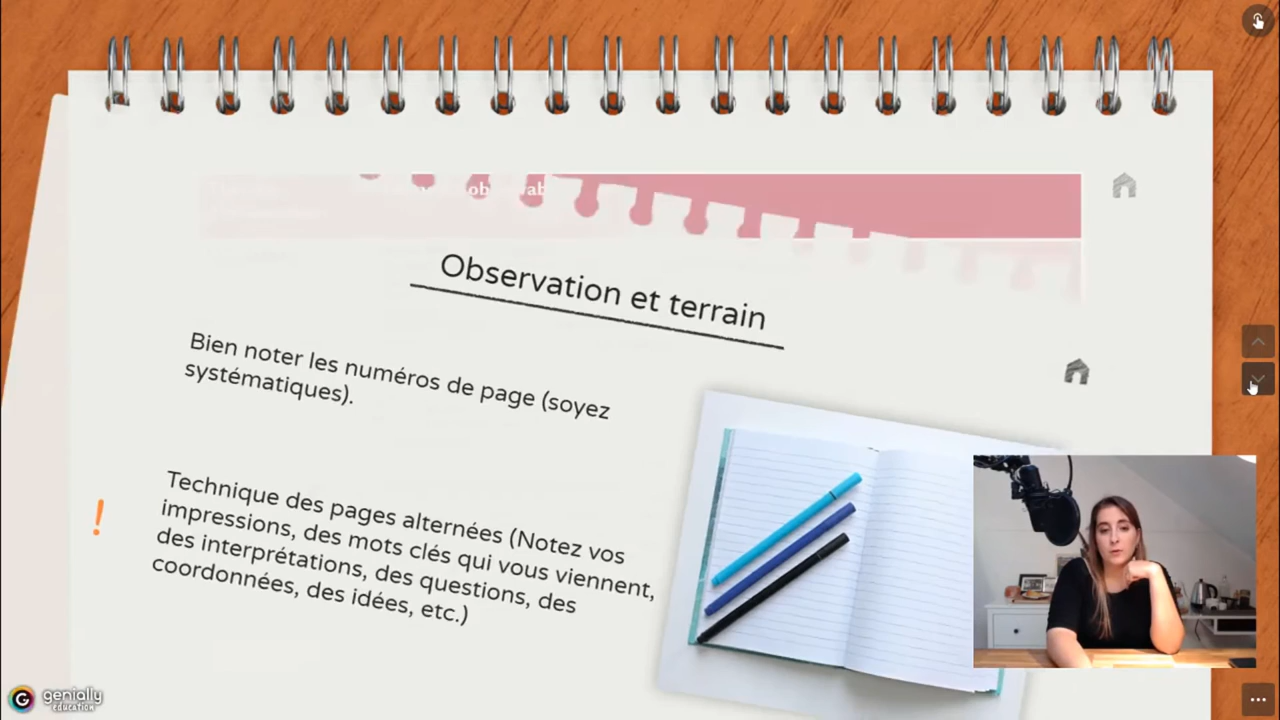 Observation et terrain
Bien noter les numéros de page (soyez
systématiques).
!
Technique des pages alternées (Notez vos
impressions, des mots clés qui vous viennent,
des interprétations, des questions, des
coordonnées, des idées, etc.)
genially
education